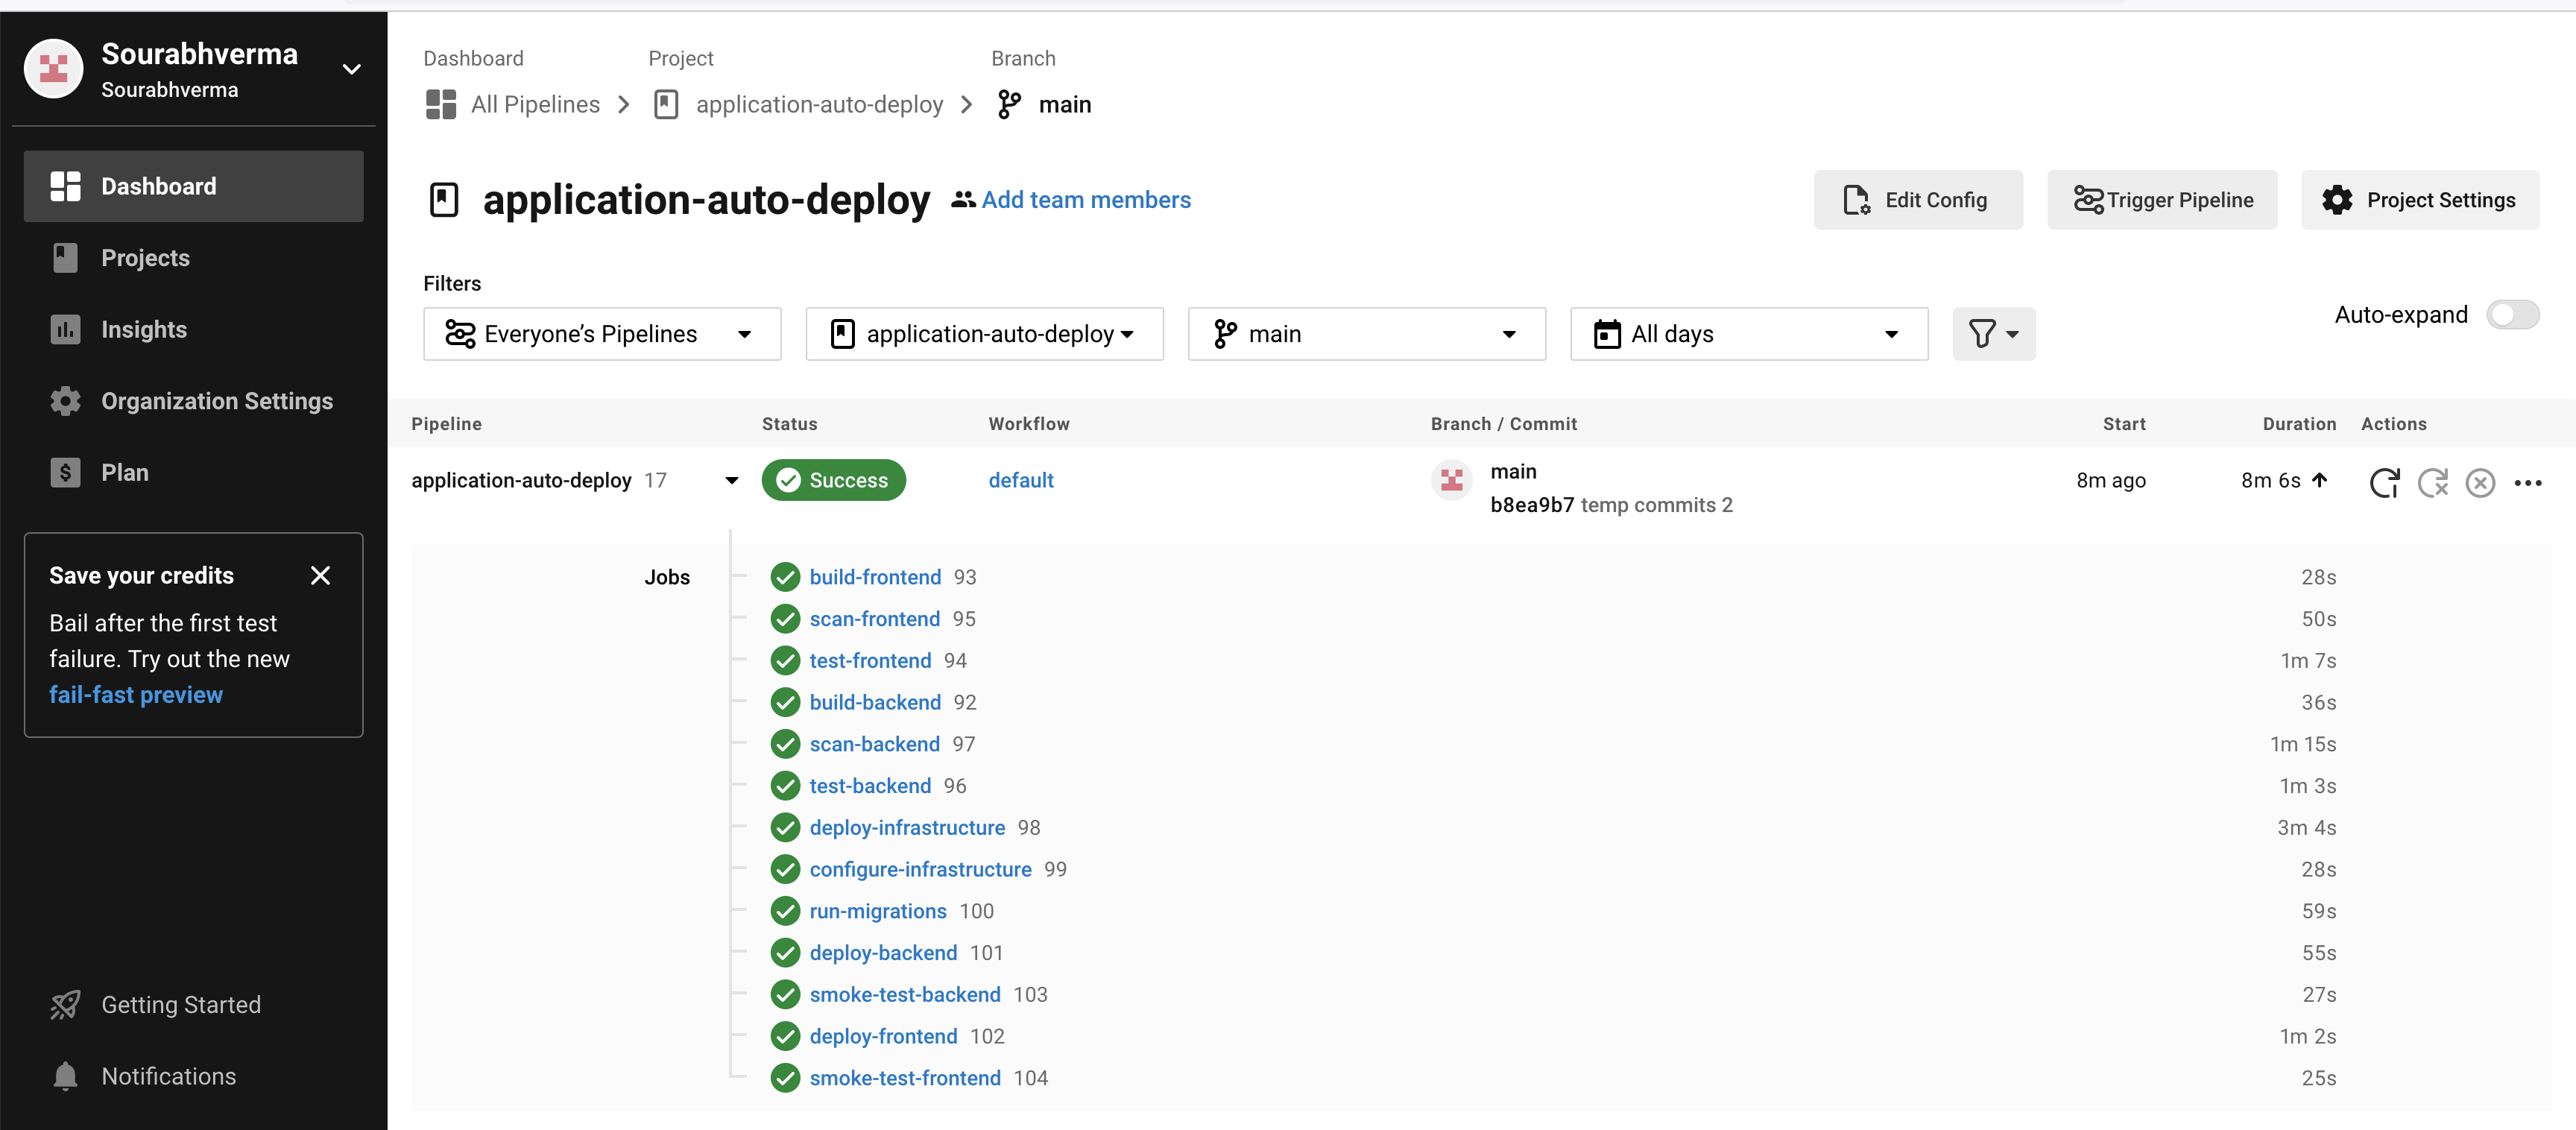 Sourabhverma
Sourabhverma
Dashboard
Projects
Insights
Organization Settings
Plan
Save your credits
Bail after the first test
failure. Try out the new
fail-fast preview
Getting Started
Notifications
Dashboard Project Branch
All Pipelines application-auto-deploy main
application-auto-deploy Add team members
Edit Config Trigger Pipeline Project Settings
Filters
Everyone’s Pipelines application-auto-deploy main All days Auto-expand
Pipeline Status Workflow Branch / Commit Start Duration Actions
application-auto-deploy 17 Success default main 8m ago 8m 6s
b8ea9b7 temp commits 2
Jobs build-frontend 93 28s
scan-frontend 95 50s
test-frontend 94 1m 7s
build-backend 92 36s
scan-backend 97 1m 15s
test-backend 96 1m 3s
deploy-infrastructure 98 3m 4s
configure-infrastructure 99 28s
run-migrations 100 59s
deploy-backend 101 55s
smoke-test-backend 103 27s
deploy-frontend 102 1m 2s
smoke-test-frontend 104 25s